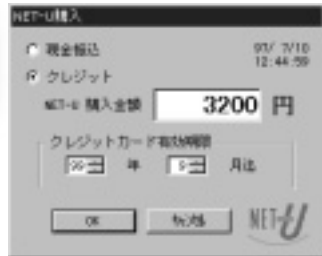 NET-U購入
現金振込
97/ 7/10
12:44:59
クレジット
NET-U 購入金額 3200 円
クレジットカード有効期限
年 月迄
OK キャンセル NET-U